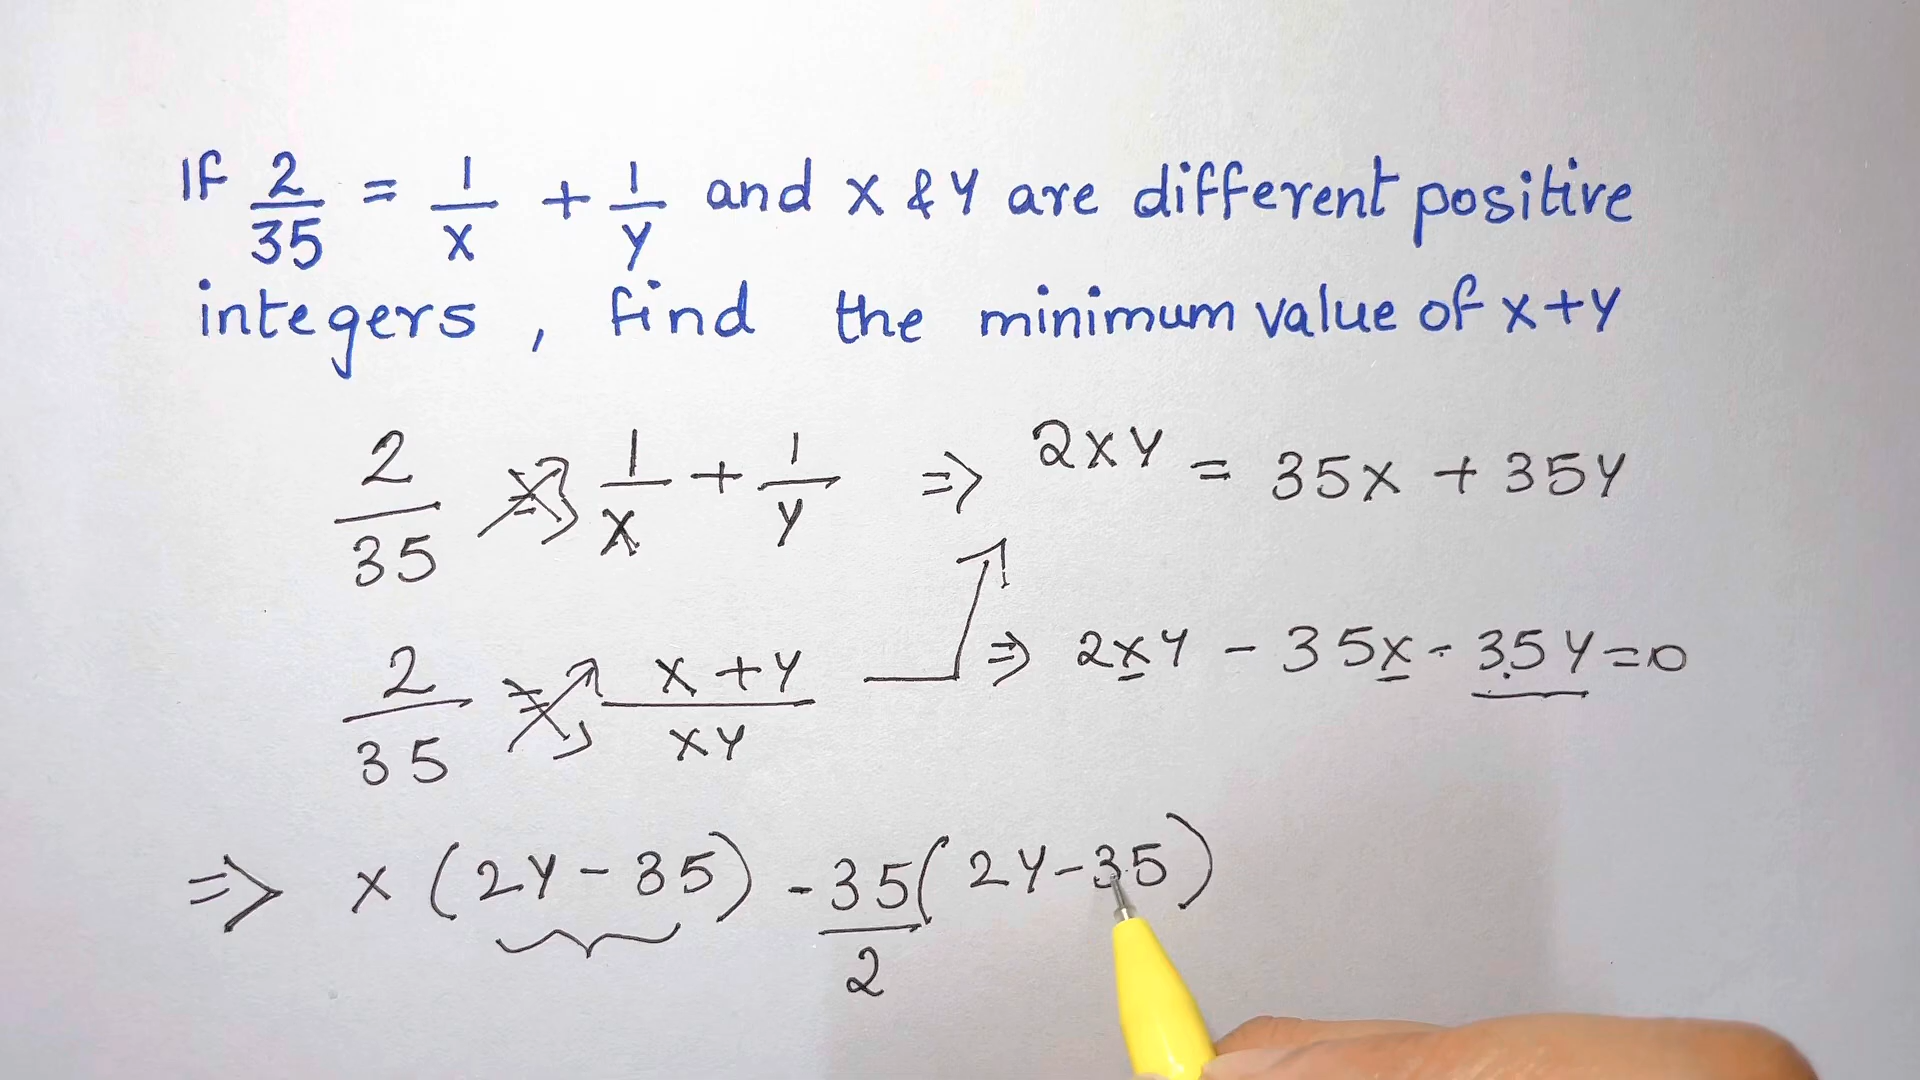 If 2/35 = 1/x + 1/y and x & y are different positive
integers, find the minimum value of x+y
2/35 = 1/x + 1/y ⇒ 2xy = 35x + 35y
2/35 = x+y/xy ⇒ 2xy - 35x - 35y=0
⇒ x(2y - 35) - 35/2(2y-35)